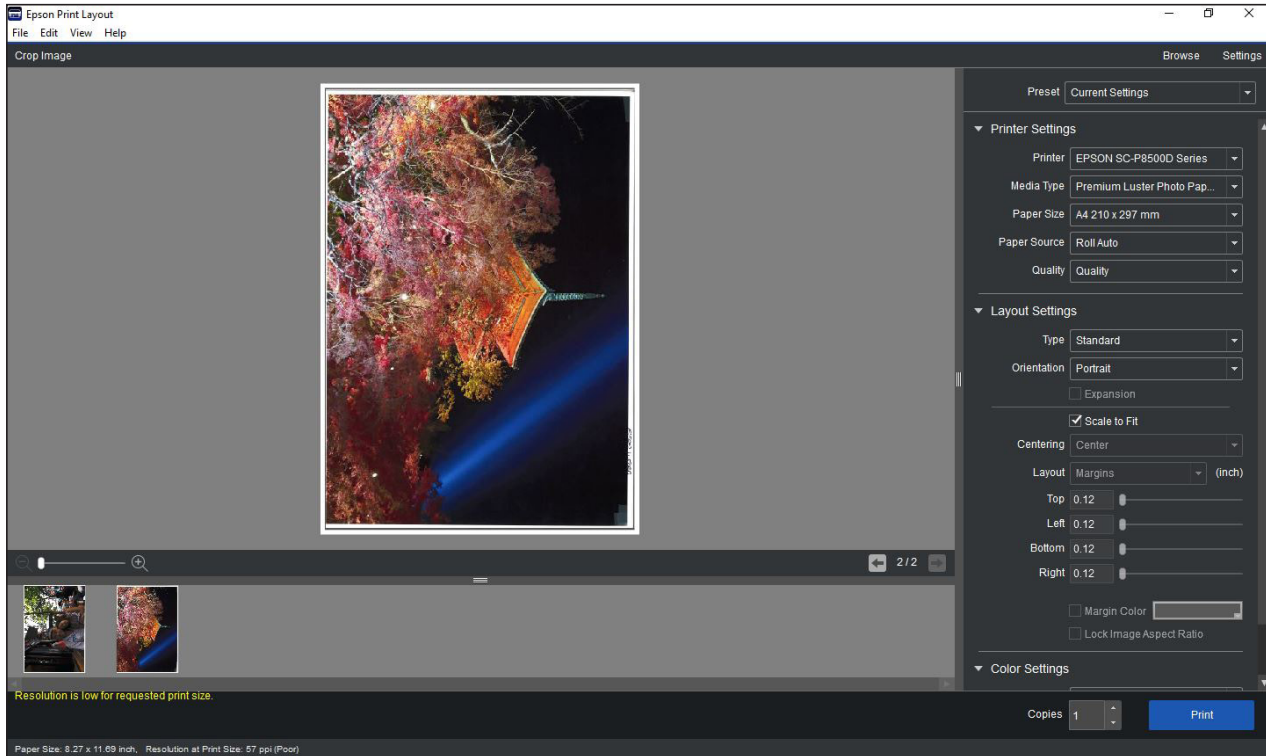 Epson Print Layout
File Edit View Help
Crop Image
Browse Settings
Preset Current Settings
Printer Settings
Printer EPSON SC-P8500D Series
Media Type Premium Luster Photo Pap...
Paper Size A4 210 x 297 mm
Paper Source Roll Auto
Quality Quality
Layout Settings
Type Standard
Orientation Portrait
Expansion
Scale to Fit
Centering Center
Layout Margins (inch)
Top 0.12
Left 0.12
Bottom 0.12
Right 0.12
Margin Color
Lock Image Aspect Ratio
Color Settings
2/2
Resolution is low for requested print size.
Copies 1 Print
Paper Size: 8.27 x 11.69 inch, Resolution at Print Size: 57 ppi (Poor)